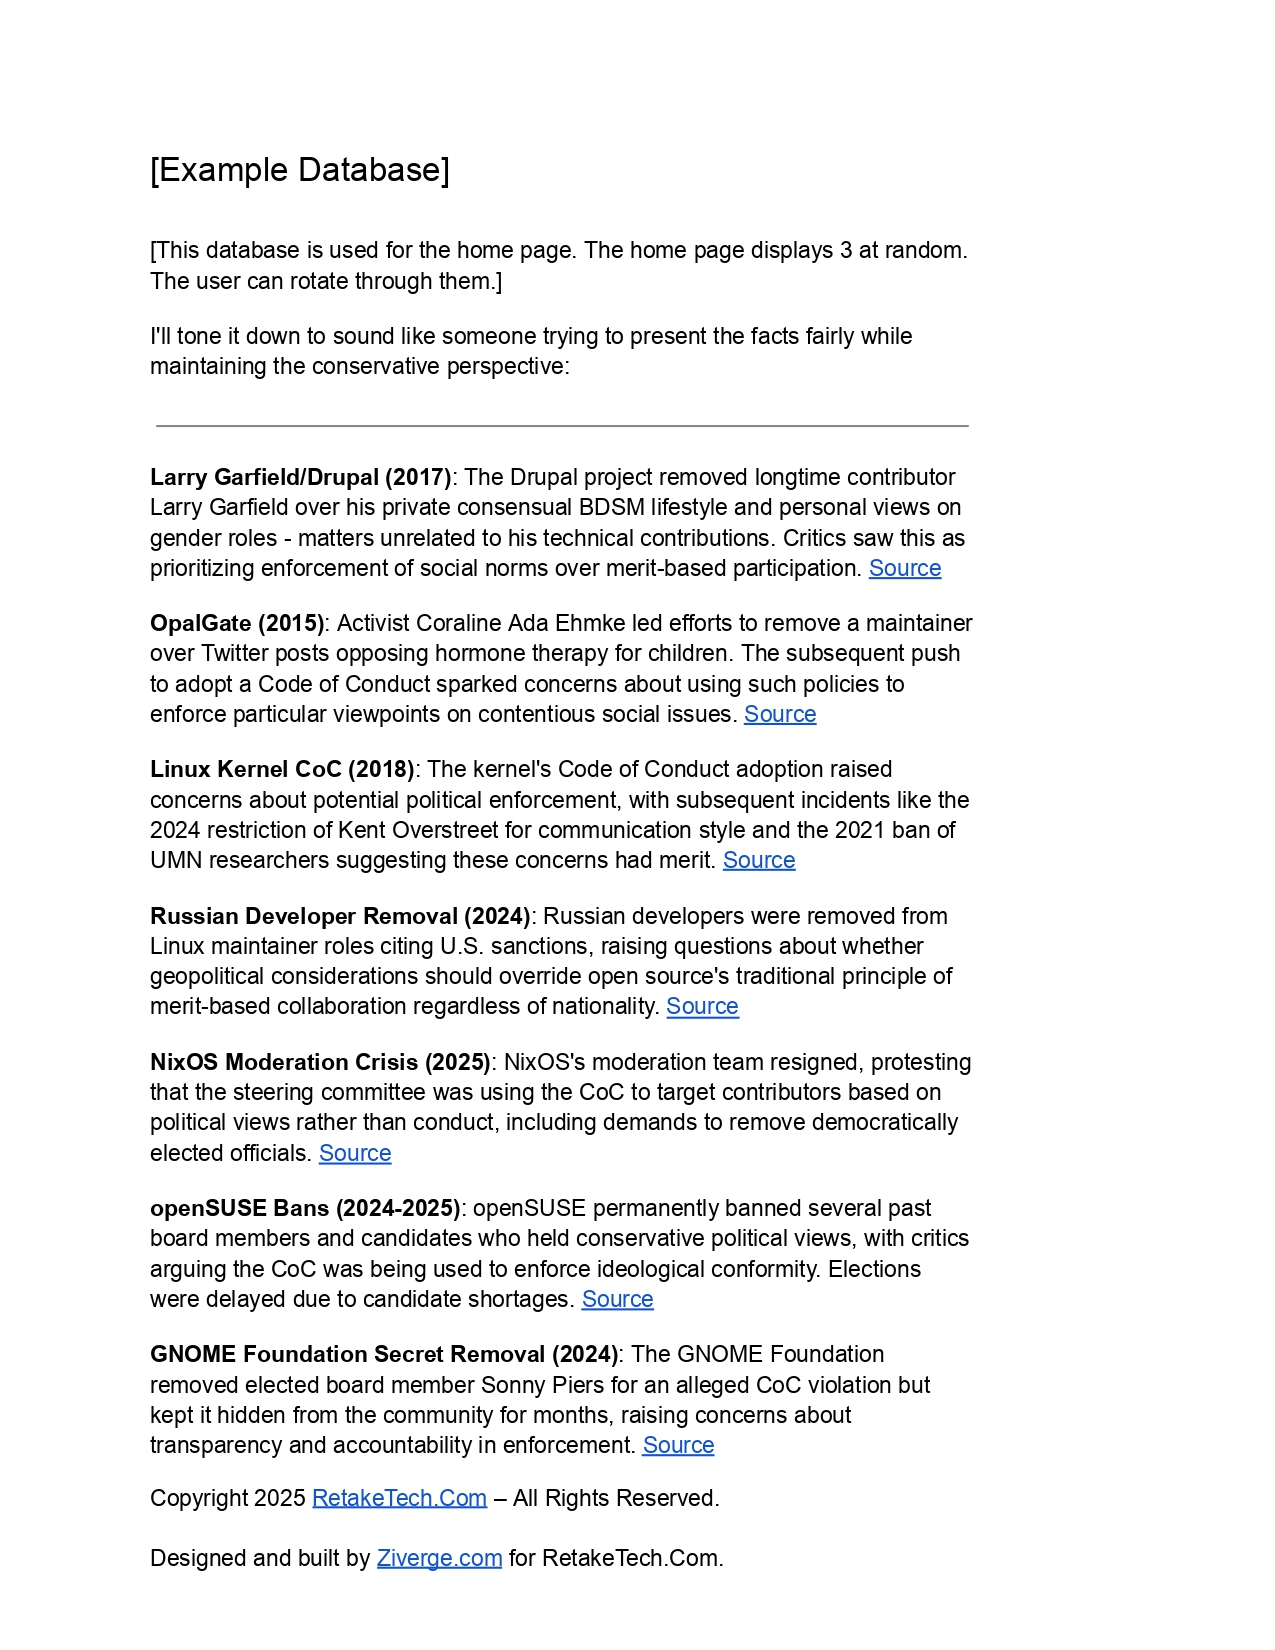 [Example Database]
[This database is used for the home page. The home page displays 3 at random.
The user can rotate through them.]
I'll tone it down to sound like someone trying to present the facts fairly while
maintaining the conservative perspective:
Larry Garfield/Drupal (2017): The Drupal project removed longtime contributor
Larry Garfield over his private consensual BDSM lifestyle and personal views on
gender roles - matters unrelated to his technical contributions. Critics saw this as
prioritizing enforcement of social norms over merit-based participation. Source
OpalGate (2015): Activist Coraline Ada Ehmke led efforts to remove a maintainer
over Twitter posts opposing hormone therapy for children. The subsequent push
to adopt a Code of Conduct sparked concerns about using such policies to
enforce particular viewpoints on contentious social issues. Source
Linux Kernel CoC (2018): The kernel's Code of Conduct adoption raised
concerns about potential political enforcement, with subsequent incidents like the
2024 restriction of Kent Overstreet for communication style and the 2021 ban of
UMN researchers suggesting these concerns had merit. Source
Russian Developer Removal (2024): Russian developers were removed from
Linux maintainer roles citing U.S. sanctions, raising questions about whether
geopolitical considerations should override open source's traditional principle of
merit-based collaboration regardless of nationality. Source
NixOS Moderation Crisis (2025): NixOS's moderation team resigned, protesting
that the steering committee was using the CoC to target contributors based on
political views rather than conduct, including demands to remove democratically
elected officials. Source
openSUSE Bans (2024-2025): openSUSE permanently banned several past
board members and candidates who held conservative political views, with critics
arguing the CoC was being used to enforce ideological conformity. Elections
were delayed due to candidate shortages. Source
GNOME Foundation Secret Removal (2024): The GNOME Foundation
removed elected board member Sonny Piers for an alleged CoC violation but
kept it hidden from the community for months, raising concerns about
transparency and accountability in enforcement. Source
Copyright 2025 RetakeTech.Com – All Rights Reserved.
Designed and built by Ziverge.com for RetakeTech.Com.